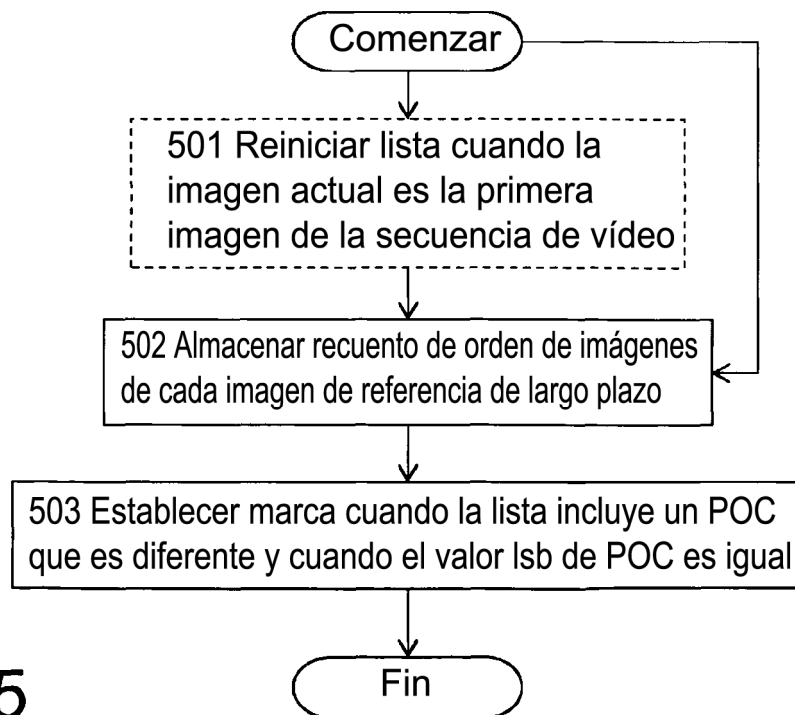 Comenzar
501 Reiniciar lista cuando la
imagen actual es la primera
imagen de la secuencia de vídeo
502 Almacenar recuento de orden de imágenes
de cada imagen de referencia de largo plazo
503 Establecer marca cuando la lista incluye un POC
que es diferente y cuando el valor lsb de POC es igual
Fin
5